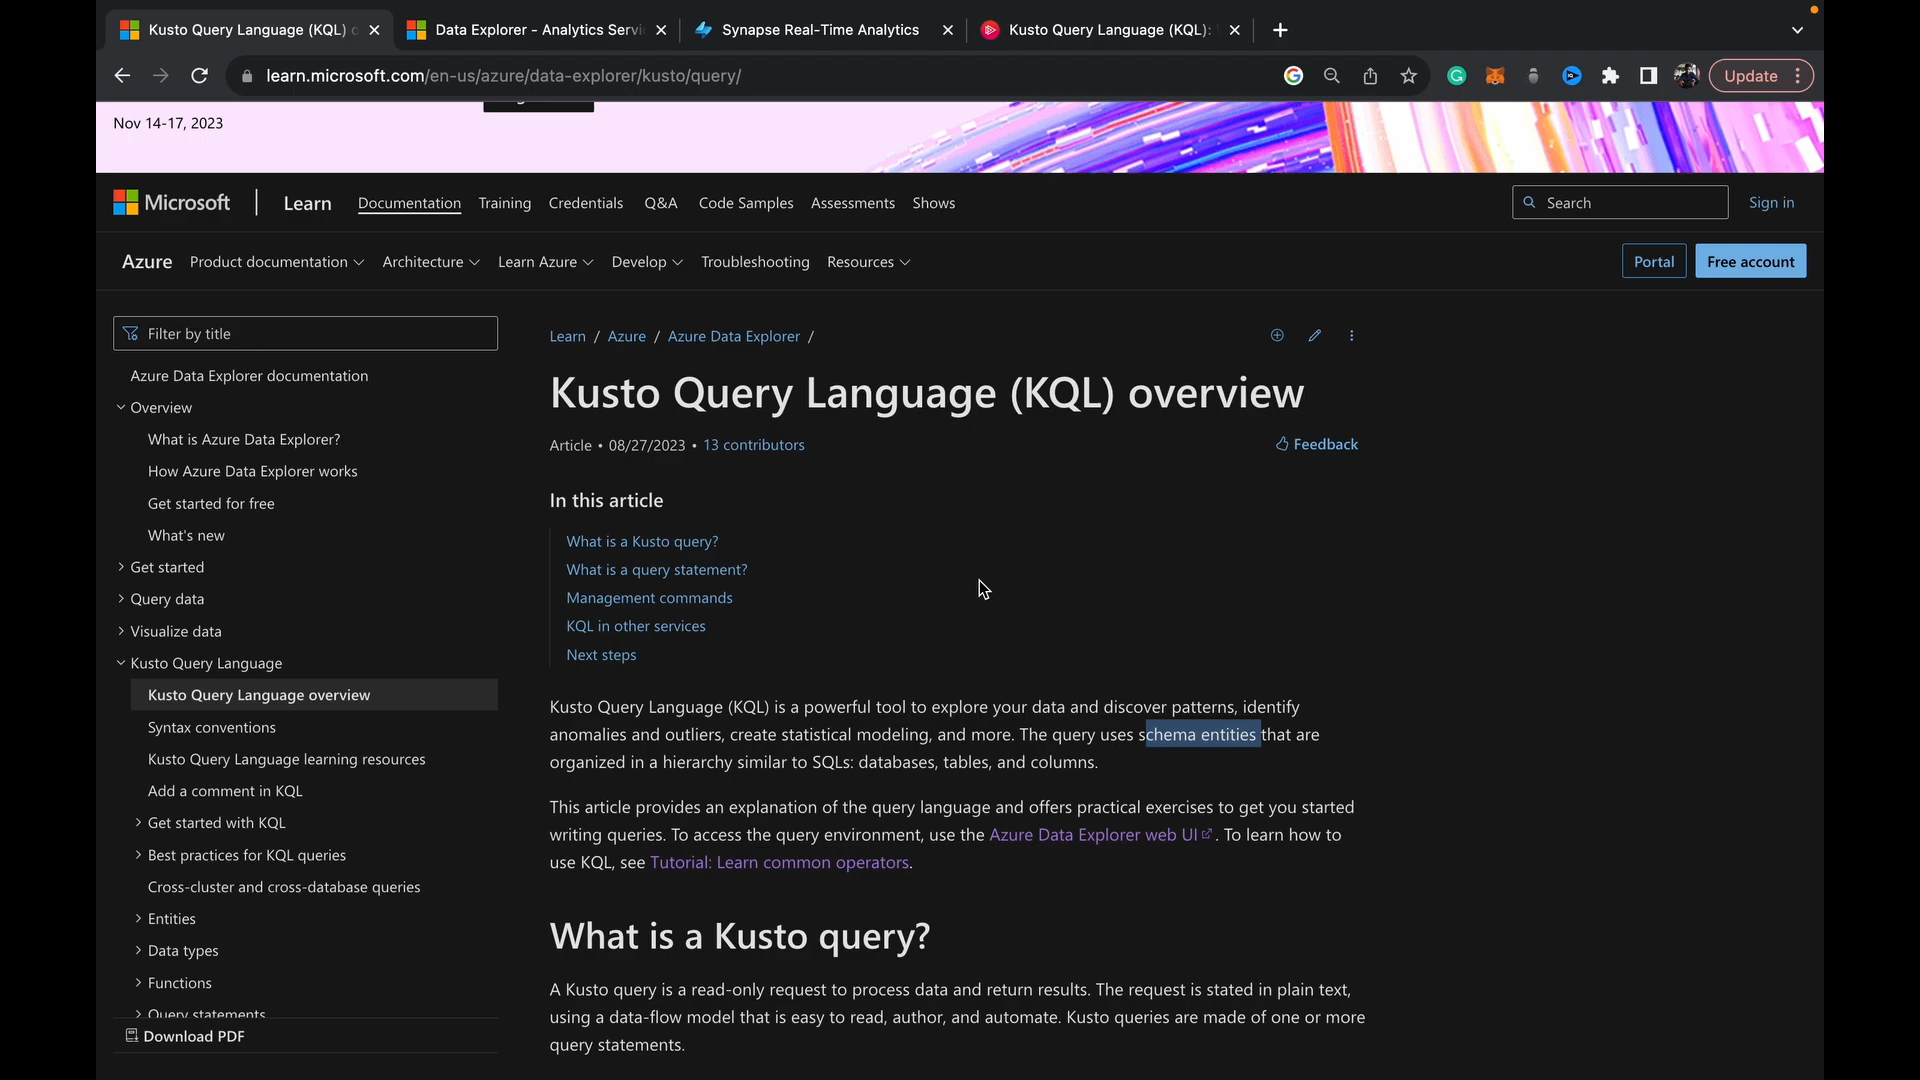 Kusto Query Language (KQL) o
Data Explorer - Analytics Servi
Synapse Real-Time Analytics
Kusto Query Language (KQL):
learn.microsoft.com/en-us/azure/data-explorer/kusto/query/
Update
Nov 14-17, 2023
Microsoft
Learn
Documentation
Training
Credentials
Q&A
Code Samples
Assessments
Shows
Search
Sign in
Azure
Product documentation
Architecture
Learn Azure
Develop
Troubleshooting
Resources
Portal
Free account
Filter by title
Azure Data Explorer documentation
Overview
What is Azure Data Explorer?
How Azure Data Explorer works
Get started for free
What's new
Get started
Query data
Visualize data
Kusto Query Language
Kusto Query Language overview
Syntax conventions
Kusto Query Language learning resources
Add a comment in KQL
Get started with KQL
Best practices for KQL queries
Cross-cluster and cross-database queries
Entities
Data types
Functions
Query statements
Download PDF
Learn / Azure / Azure Data Explorer /
Kusto Query Language (KQL) overview
Article • 08/27/2023 • 13 contributors
Feedback
In this article
What is a Kusto query?
What is a query statement?
Management commands
KQL in other services
Next steps
Kusto Query Language (KQL) is a powerful tool to explore your data and discover patterns, identify
anomalies and outliers, create statistical modeling, and more. The query uses schema entities that are
organized in a hierarchy similar to SQLs: databases, tables, and columns.
This article provides an explanation of the query language and offers practical exercises to get you started
writing queries. To access the query environment, use the Azure Data Explorer web UI. To learn how to
use KQL, see Tutorial: Learn common operators.
What is a Kusto query?
A Kusto query is a read-only request to process data and return results. The request is stated in plain text,
using a data-flow model that is easy to read, author, and automate. Kusto queries are made of one or more
query statements.